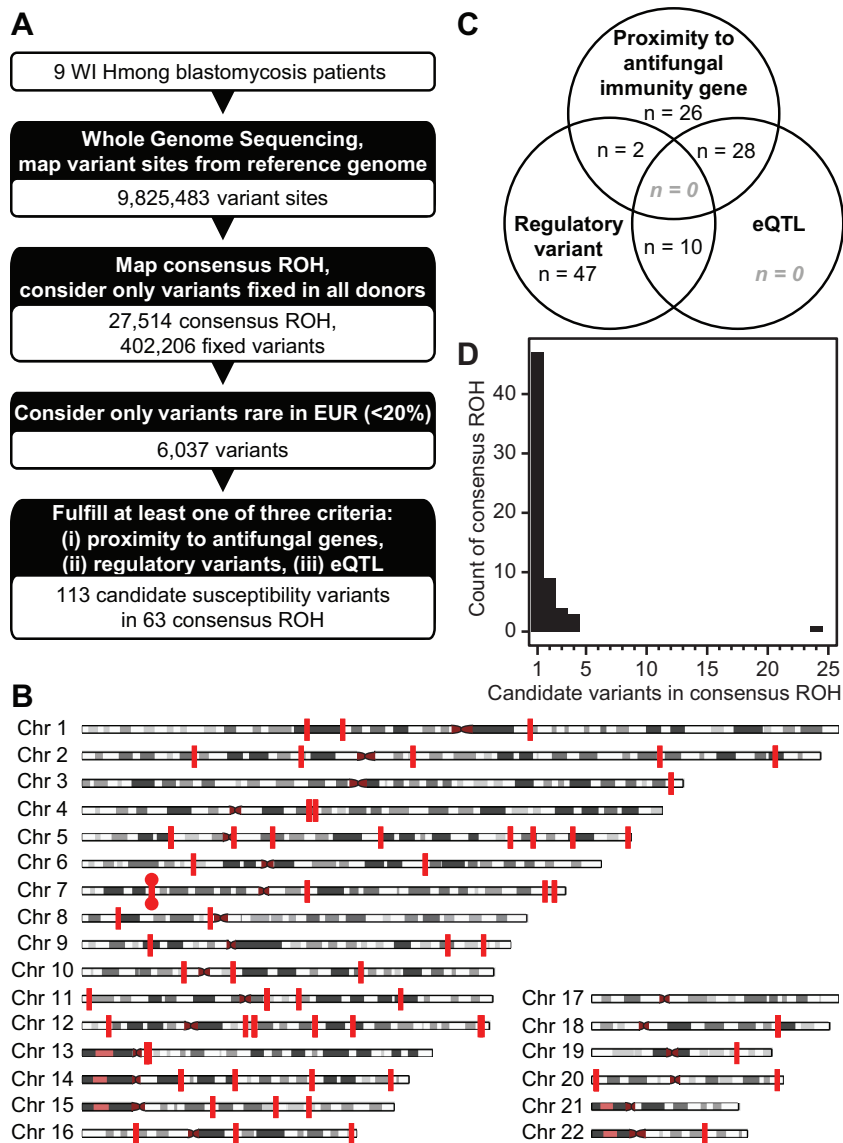 A
9 WI Hmong blastomycosis patients
Whole Genome Sequencing,
map variant sites from reference genome
9,825,483 variant sites
Map consensus ROH,
consider only variants fixed in all donors
27,514 consensus ROH,
402,206 fixed variants
Consider only variants rare in EUR (<20%)
6,037 variants
Fulfill at least one of three criteria:
(i) proximity to antifungal genes,
(ii) regulatory variants, (iii) eQTL
113 candidate susceptibility variants
in 63 consensus ROH
C
Proximity to
antifungal
immunity gene
n = 26
n = 2
n = 28
n = 0
Regulatory
variant
n = 47
n = 10
eQTL
n = 0
D
Count of consensus ROH
40
30
20
10
0
1
5
10
15
20
25
Candidate variants in consensus ROH
B
Chr 1
Chr 2
Chr 3
Chr 4
Chr 5
Chr 6
Chr 7
Chr 8
Chr 9
Chr 10
Chr 11
Chr 12
Chr 13
Chr 14
Chr 15
Chr 16
Chr 17
Chr 18
Chr 19
Chr 20
Chr 21
Chr 22